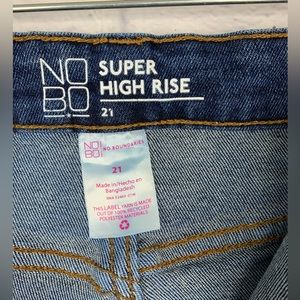 NO
BO
SUPER
HIGH RISE
21
NO
BO
NO BOUNDARIES
21
Made in/Hecho en
Bangladesh
THIS LABEL YARN IS MADE
OUT OF 100% RECYCLED
POLYESTER MATERIALS